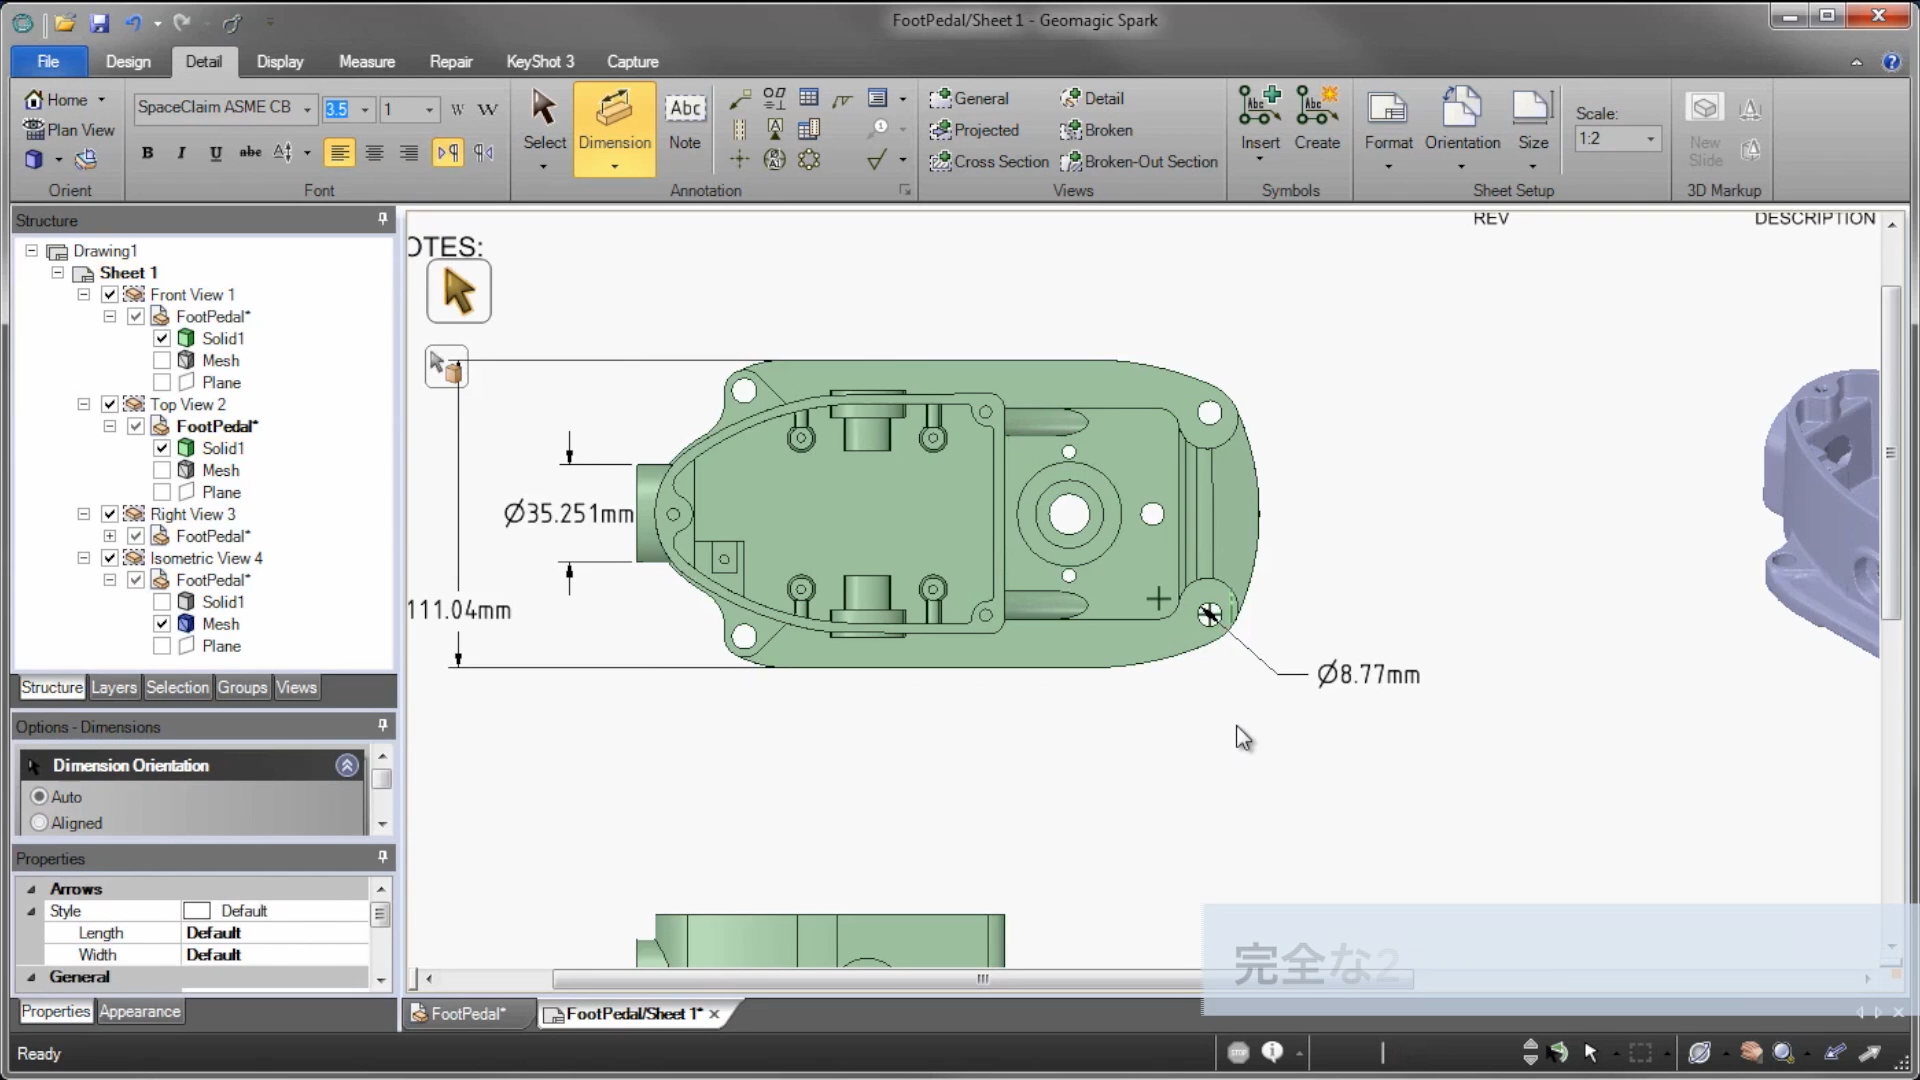 FootPedal/Sheet 1 - Geomagic Spark
File Design Detail Display Measure Repair KeyShot 3 Capture
Home
Plan View
Orient
SpaceClaim ASME CB 3.5 1 W W
B I U abc A
Font
Select
Dimension
Abc
Note
Annotation
General Detail
Projected Broken
Cross Section Broken-Out Section
Views
Insert Create
Symbols
Format Orientation Size
Scale:
1:2
Sheet Setup
New Slide
3D Markup
Structure
Drawing1
Sheet 1
Front View 1
FootPedal*
Solid1
Mesh
Plane
Top View 2
FootPedal*
Solid1
Mesh
Plane
Right View 3
FootPedal*
Isometric View 4
FootPedal*
Solid1
Mesh
Plane
Structure Layers Selection Groups Views
Options - Dimensions
Dimension Orientation
Auto
Aligned
Properties
Arrows
Style Default
Length Default
Width Default
General
Properties Appearance
OTES:
REV DESCRIPTION
Ø35.251mm
111.04mm
Ø8.77mm
完全な2
FootPedal* FootPedal/Sheet 1*
Ready